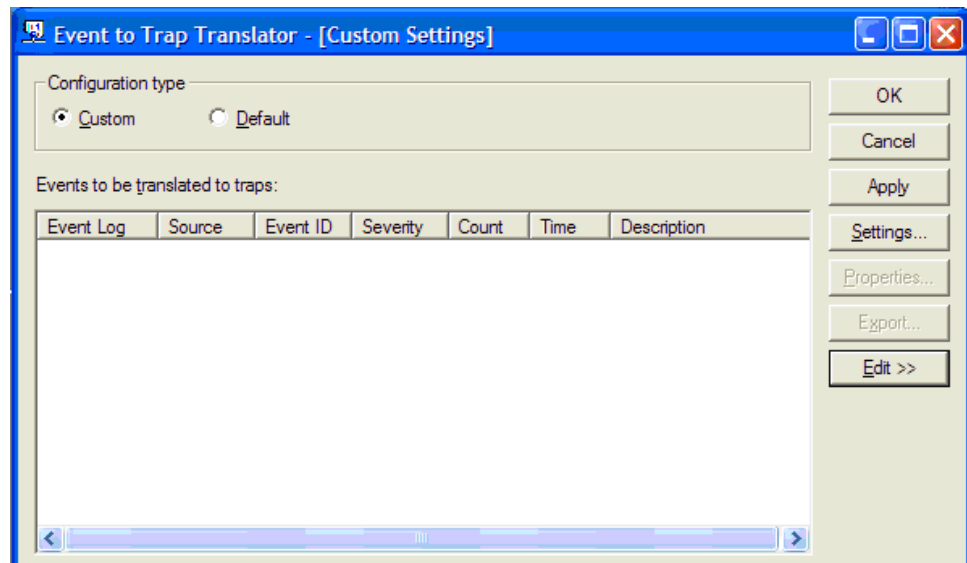 Event to Trap Translator - [Custom Settings]
Configuration type
Custom
Default
OK
Cancel
Apply
Settings...
Properties...
Export...
Edit >>
Events to be translated to traps:
Event Log Source Event ID Severity Count Time Description